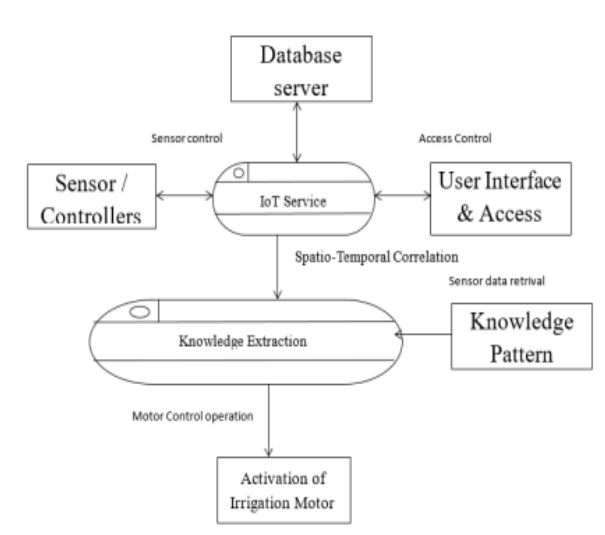 Database
server
Sensor control
Access Control
Sensor /
Controllers
IoT Service
User Interface
& Access
Spatio-Temporal Correlation
Sensor data retrival
Knowledge Extraction
Knowledge
Pattern
Motor Control operation
Activation of
Irrigation Motor